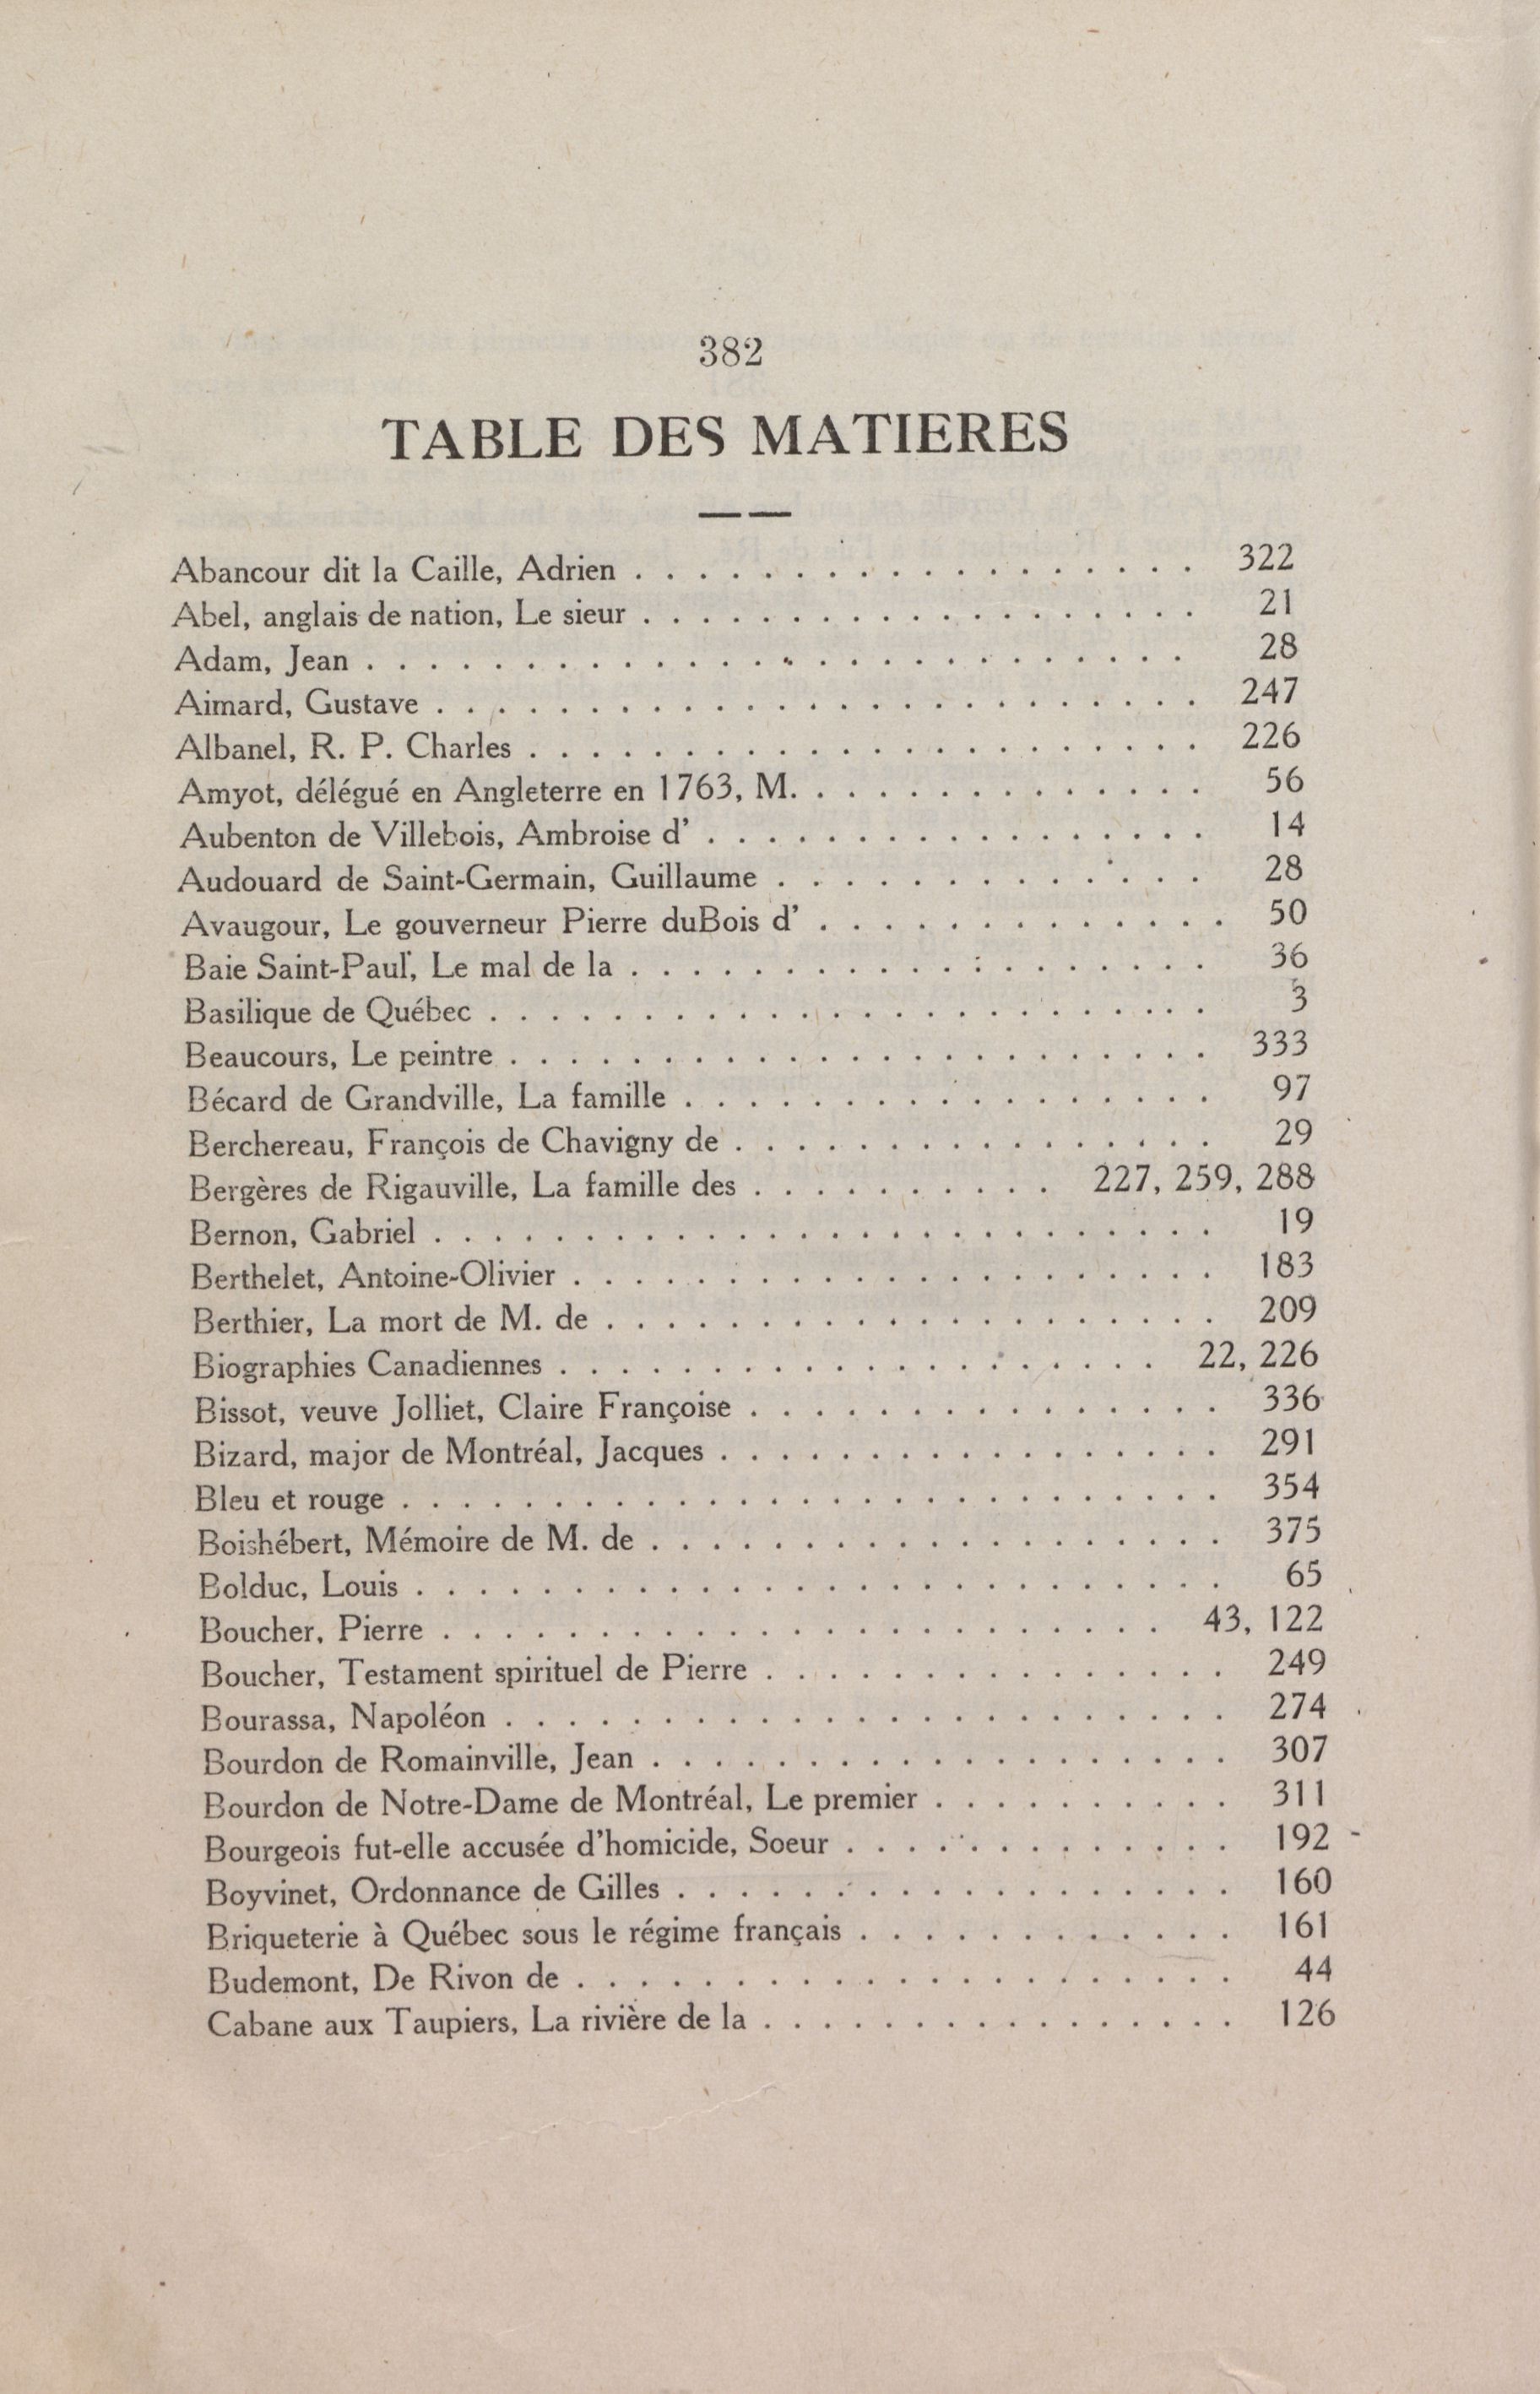 382
TABLE DES MATIERES
Abancour dit la Caille, Adrien . . . . . . . . . . . . . . . . . . . 322
Abel, anglais de nation, Le sieur . . . . . . . . . . . . . . . . . . . 21
Adam, Jean . . . . . . . . . . . . . . . . . . . . . . . . . . . 28
Aimard, Gustave . . . . . . . . . . . . . . . . . . . . . . . . . 247
Albanel, R. P. Charles . . . . . . . . . . . . . . . . . . . . . . 226
Amyot, délégué en Angleterre en 1763, M. . . . . . . . . . . . . . . 56
Aubenton de Villebois, Ambroise d' . . . . . . . . . . . . . . . . . 14
Audouard de Saint-Germain, Guillaume . . . . . . . . . . . . . . 28
Avaugour, Le gouverneur Pierre duBois d' . . . . . . . . . . . . . . 50
Baie Saint-Paul, Le mal de la . . . . . . . . . . . . . . . . . . . 36
Basilique de Québec . . . . . . . . . . . . . . . . . . . . . . . . 3
Beaucours, Le peintre . . . . . . . . . . . . . . . . . . . . . . . 333
Bécard de Grandville, La famille . . . . . . . . . . . . . . . . . . 97
Berchereau, François de Chavigny de . . . . . . . . . . . . . . . . 29
Bergères de Rigauville, La famille des . . . . . . . . . . 227, 259, 288
Bernon, Gabriel . . . . . . . . . . . . . . . . . . . . . . . . . . 19
Berthelet, Antoine-Olivier . . . . . . . . . . . . . . . . . . . . . 183
Berthier, La mort de M. de . . . . . . . . . . . . . . . . . . . . 209
Biographies Canadiennes . . . . . . . . . . . . . . . . . . . . 22, 226
Bissot, veuve Jolliet, Claire Françoise . . . . . . . . . . . . . . . . 336
Bizard, major de Montréal, Jacques . . . . . . . . . . . . . . . . . 291
Bleu et rouge . . . . . . . . . . . . . . . . . . . . . . . . . . . 354
Boishébert, Mémoire de M. de . . . . . . . . . . . . . . . . . . . 375
Bolduc, Louis . . . . . . . . . . . . . . . . . . . . . . . . . . 65
Boucher, Pierre . . . . . . . . . . . . . . . . . . . . . . . . 43, 122
Boucher, Testament spirituel de Pierre . . . . . . . . . . . . . . . 249
Bourassa, Napoléon . . . . . . . . . . . . . . . . . . . . . . . . 274
Bourdon de Romainville, Jean . . . . . . . . . . . . . . . . . . . 307
Bourdon de Notre-Dame de Montréal, Le premier . . . . . . . . . . 311
Bourgeois fut-elle accusée d'homicide, Soeur . . . . . . . . . . . . . 192
Boyvinet, Ordonnance de Gilles . . . . . . . . . . . . . . . . . . 160
Briqueterie à Québec sous le régime français . . . . . . . . . . . . 161
Budemont, De Rivon de . . . . . . . . . . . . . . . . . . . . . . 44
Cabane aux Taupiers, La rivière de la . . . . . . . . . . . . . . . . 126